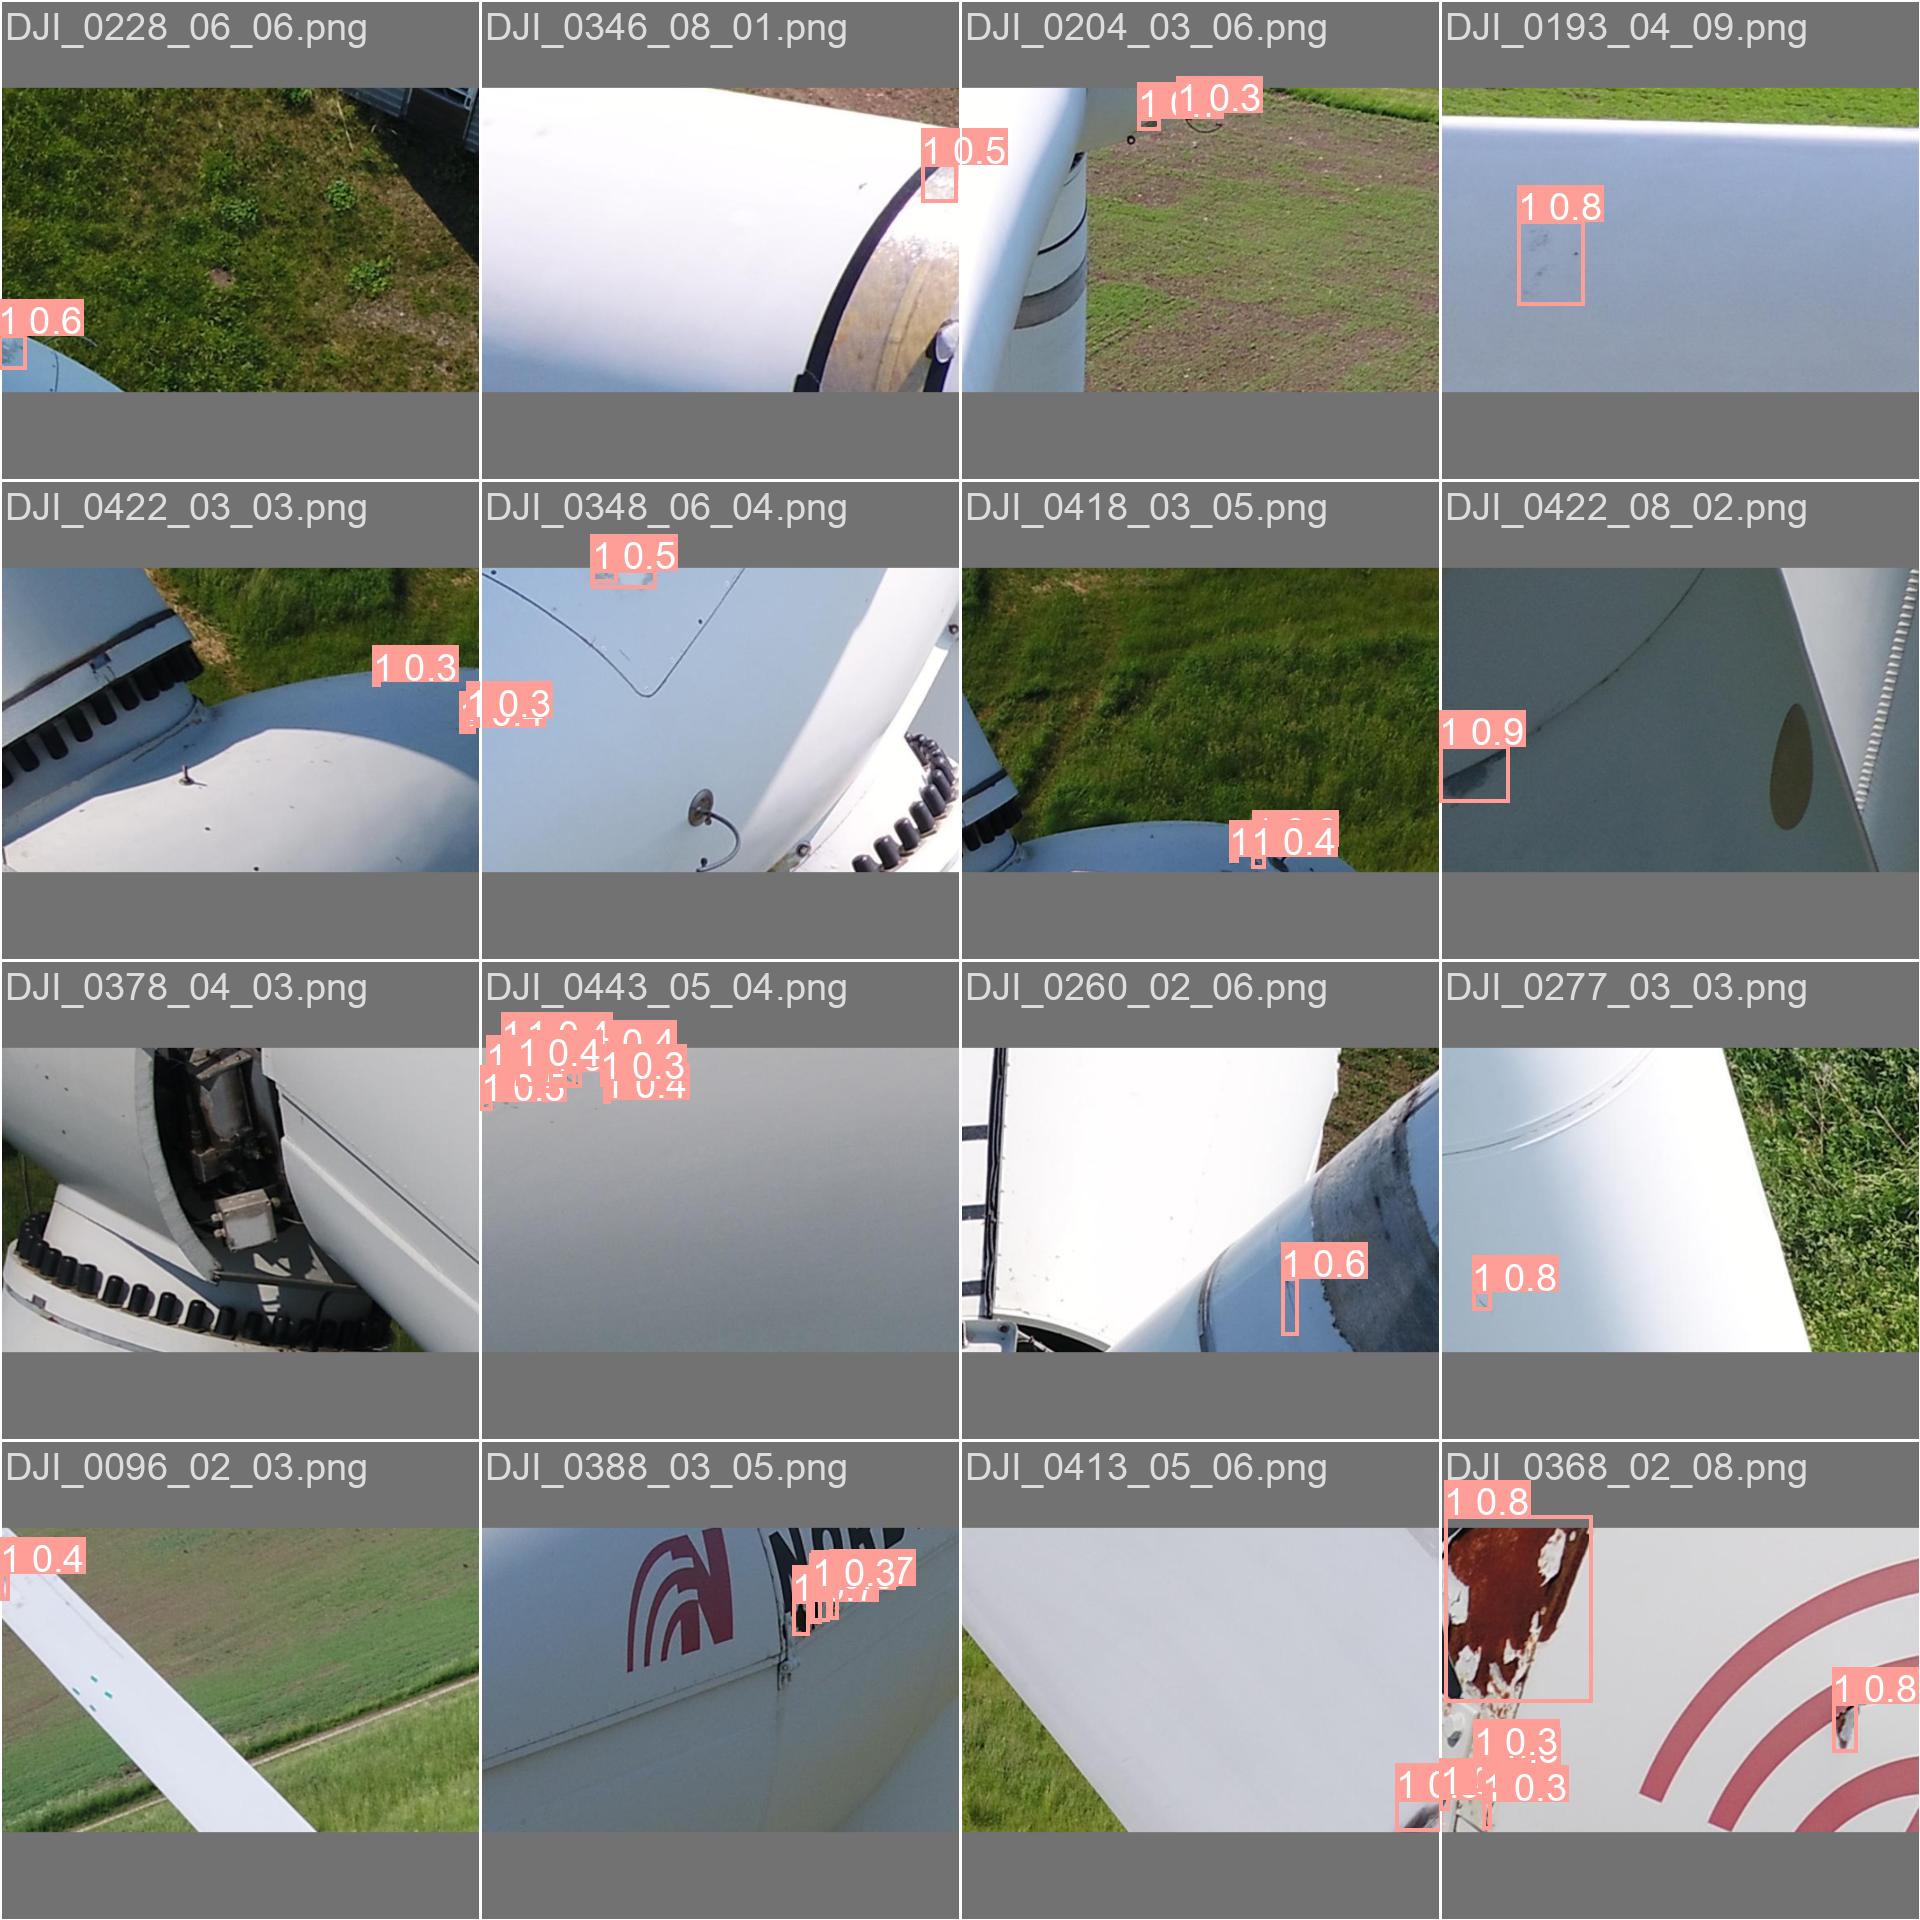 DJI_0228_06_06.png
DJI_0346_08_01.png
DJI_0204_03_06.png
DJI_0193_04_09.png
1 0.3
1 0.5
1 0.8
1 0.6
DJI_0422_03_03.png
DJI_0348_06_04.png
DJI_0418_03_05.png
DJI_0422_08_02.png
1 0.5
1 0.3
1 0.3
1 0.9
1 0.4
DJI_0378_04_03.png
DJI_0443_05_04.png
DJI_0260_02_06.png
DJI_0277_03_03.png
1 0.4
1 0.3
1 0.5
1 0.4
1 0.6
1 0.8
DJI_0096_02_03.png
DJI_0388_03_05.png
DJI_0413_05_06.png
DJI_0368_02_08.png
1 0.8
1 0.4
1 0.8
1 0.3
1 0.3